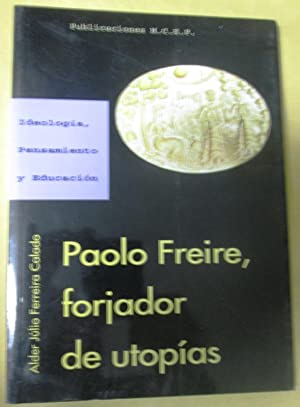 Publicaciones M.C.E.P.
Ideología,
Pensamiento
y Educación
Alder Júlio Ferreira Calado
Paolo Freire,
forjador
de utopías